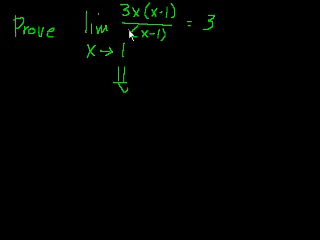 Prove lim 3x(x-1) / (x-1) = 3
x → 1
⇓